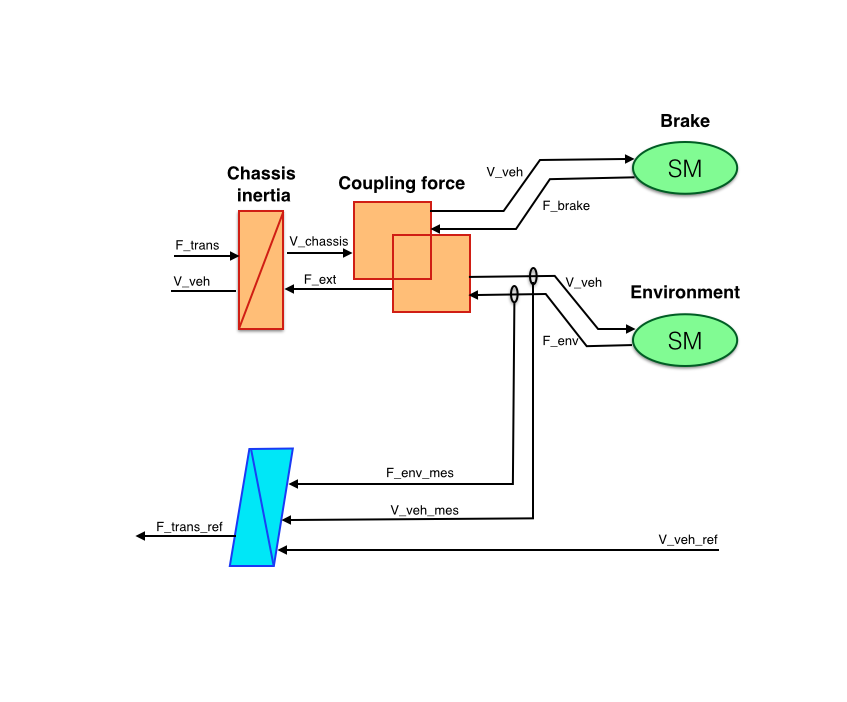 Brake
SM
Chassis
inertia
Coupling force
V_veh
F_brake
F_trans
V_chassis
V_veh
F_ext
V_veh
Environment
SM
F_env
F_env_mes
V_veh_mes
F_trans_ref
V_veh_ref